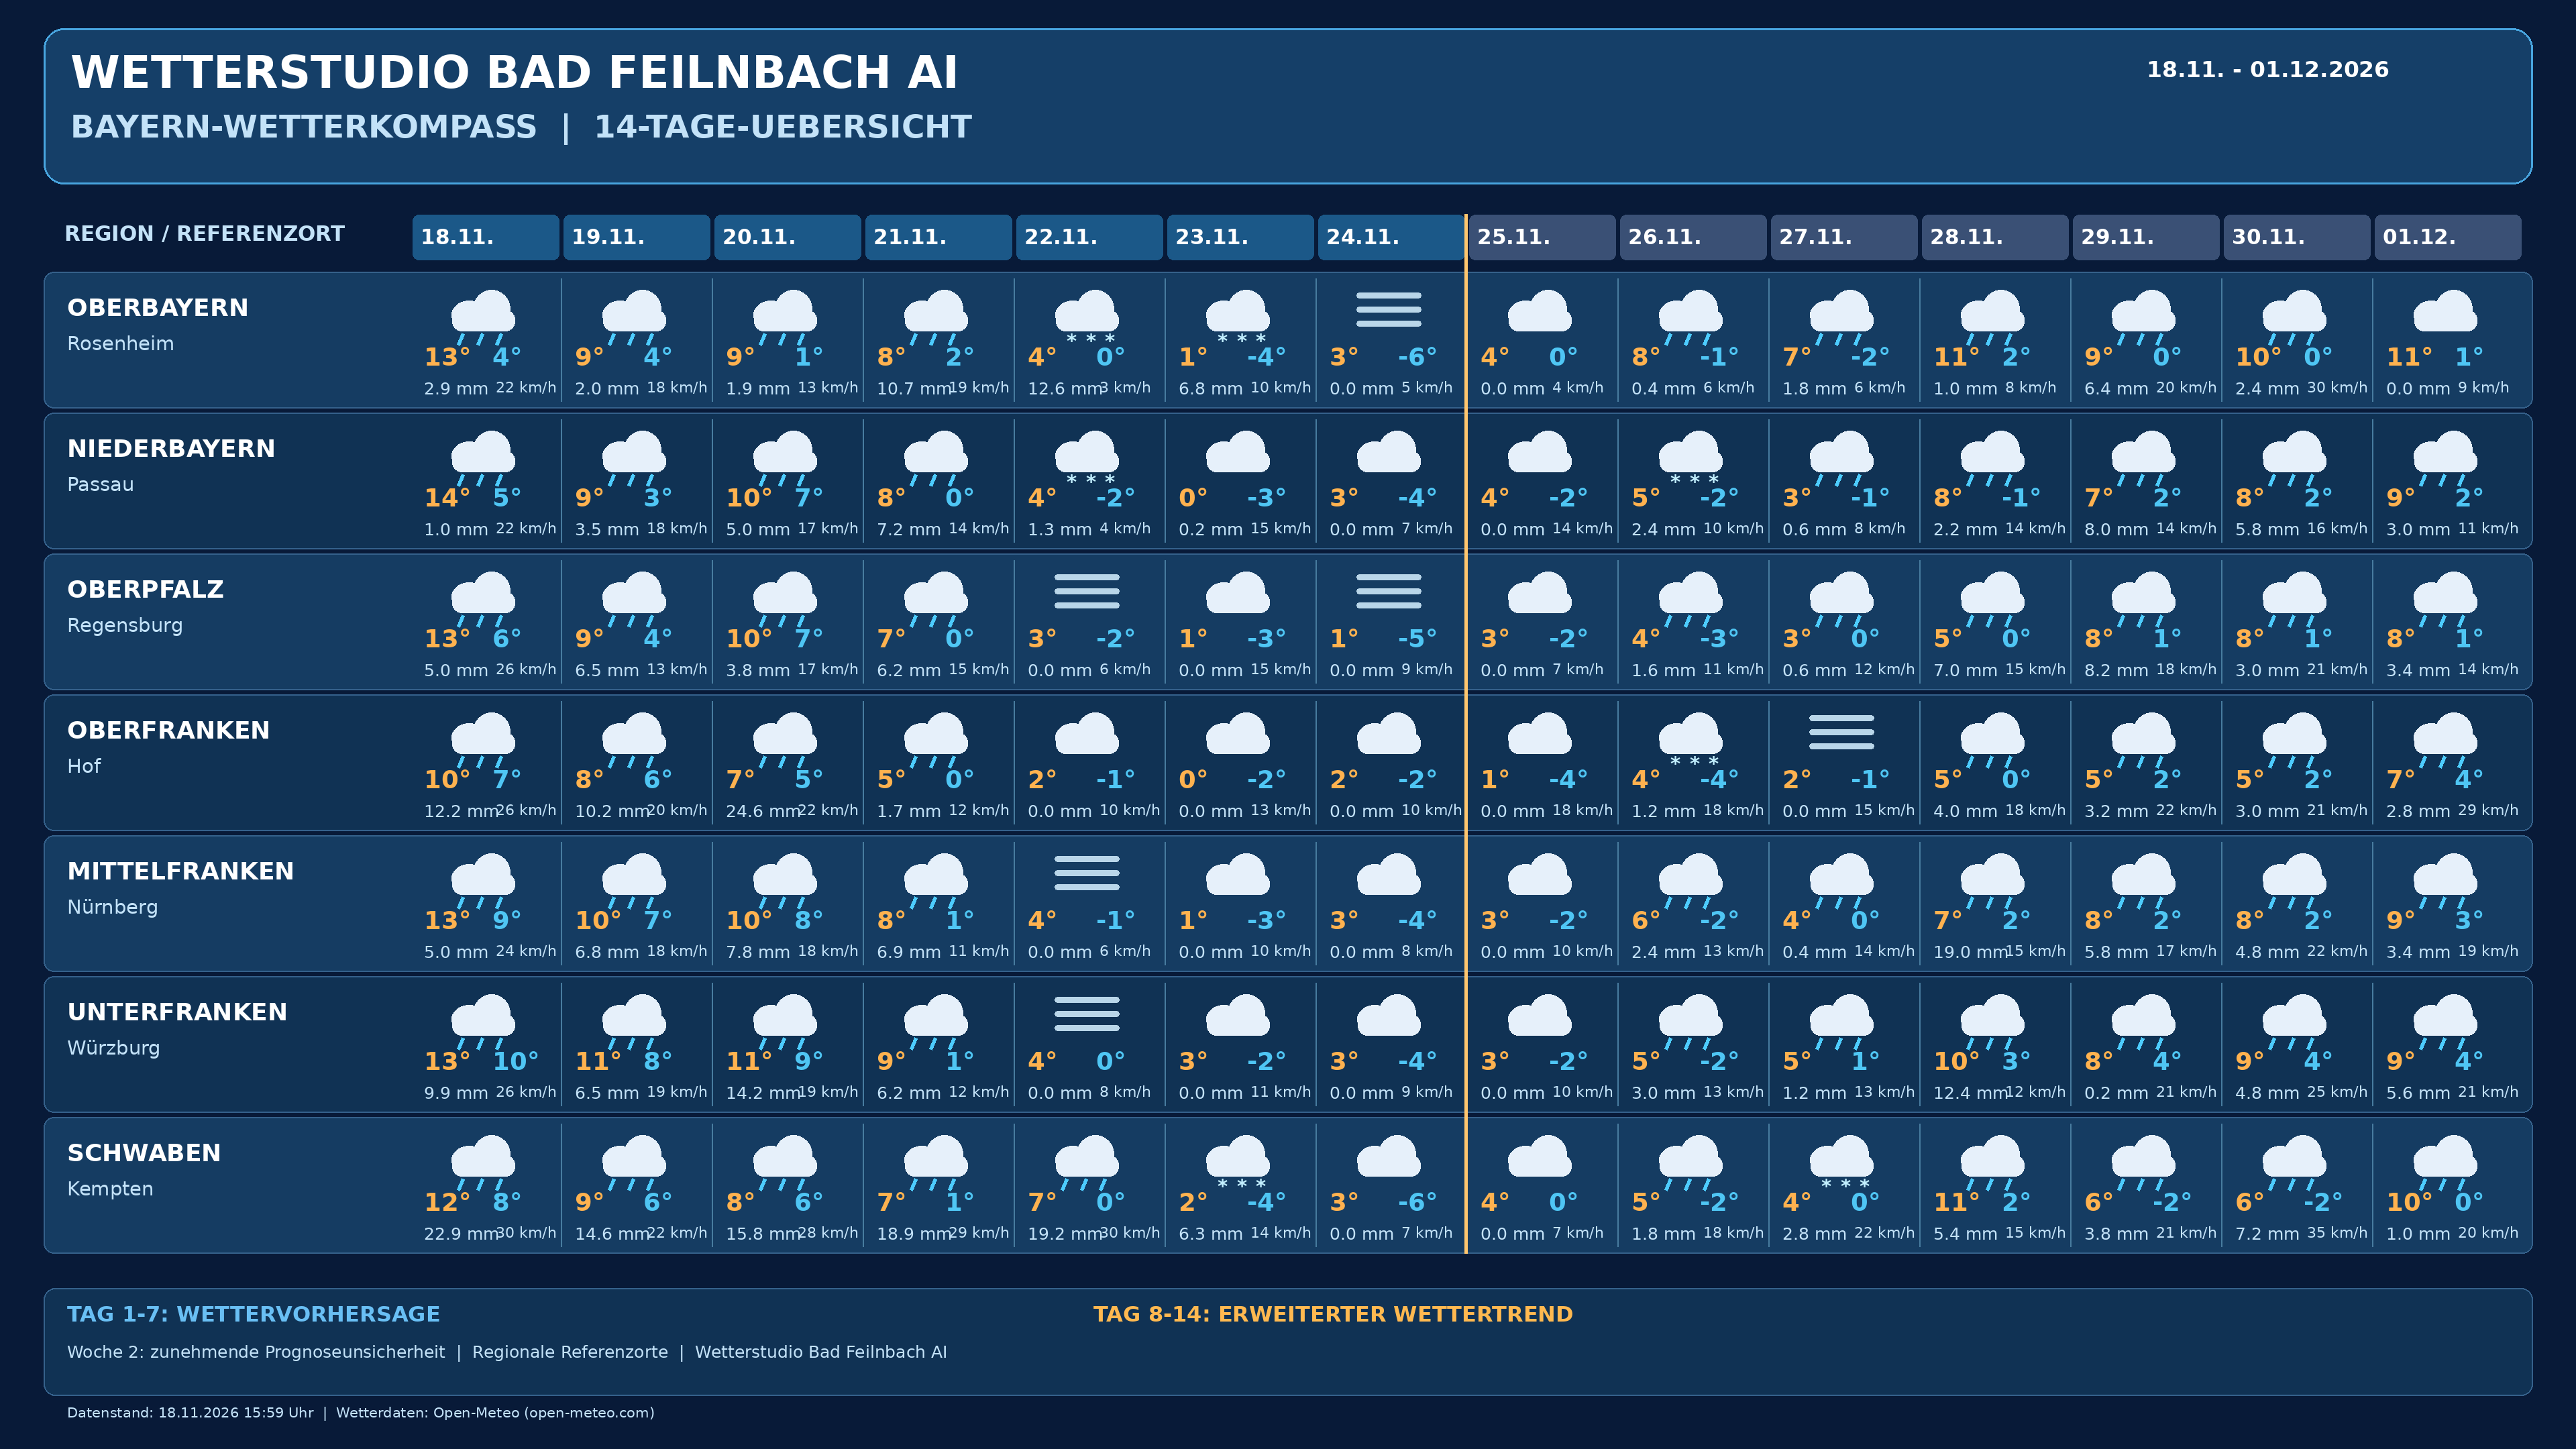 WETTERSTUDIO BAD FEILNBACH AI
18.11. - 01.12.2026
BAYERN-WETTERKOMPASS | 14-TAGE-UEBERSICHT
REGION / REFERENZORT 18.11. 19.11. 20.11. 21.11. 22.11. 23.11. 24.11. 25.11. 26.11. 27.11. 28.11. 29.11. 30.11. 01.12.
OBERBAYERN
Rosenheim
13° 4° 9° 4° 9° 1° 8° 2° 4° 0° 1° -4° 3° -6° 4° 0° 8° -1° 7° -2° 11° 2° 9° 0° 10° 0° 11° 1°
2.9 mm 22 km/h 2.0 mm 18 km/h 1.9 mm 13 km/h 10.7 mm 19 km/h 12.6 mm 3 km/h 6.8 mm 10 km/h 0.0 mm 5 km/h 0.0 mm 4 km/h 0.4 mm 6 km/h 1.8 mm 6 km/h 1.0 mm 8 km/h 6.4 mm 20 km/h 2.4 mm 30 km/h 0.0 mm 9 km/h
NIEDERBAYERN
Passau
14° 5° 9° 3° 10° 7° 8° 0° 4° -2° 0° -3° 3° -4° 4° -2° 5° -2° 3° -1° 8° -1° 7° 2° 8° 2° 9° 2°
1.0 mm 22 km/h 3.5 mm 18 km/h 5.0 mm 17 km/h 7.2 mm 14 km/h 1.3 mm 4 km/h 0.2 mm 15 km/h 0.0 mm 7 km/h 0.0 mm 14 km/h 2.4 mm 10 km/h 0.6 mm 8 km/h 2.2 mm 14 km/h 8.0 mm 14 km/h 5.8 mm 16 km/h 3.0 mm 11 km/h
OBERPFALZ
Regensburg
13° 6° 9° 4° 10° 7° 7° 0° 3° -2° 1° -3° 1° -5° 3° -2° 4° -3° 3° 0° 5° 0° 8° 1° 8° 1° 8° 1°
5.0 mm 26 km/h 6.5 mm 13 km/h 3.8 mm 17 km/h 6.2 mm 15 km/h 0.0 mm 6 km/h 0.0 mm 15 km/h 0.0 mm 9 km/h 0.0 mm 7 km/h 1.6 mm 11 km/h 0.6 mm 12 km/h 7.0 mm 15 km/h 8.2 mm 18 km/h 3.0 mm 21 km/h 3.4 mm 14 km/h
OBERFRANKEN
Hof
10° 7° 8° 6° 7° 5° 5° 0° 2° -1° 0° -2° 2° -2° 1° -4° 4° -4° 2° -1° 5° 0° 5° 2° 5° 2° 7° 4°
12.2 mm 26 km/h 10.2 mm 20 km/h 24.6 mm 22 km/h 1.7 mm 12 km/h 0.0 mm 10 km/h 0.0 mm 13 km/h 0.0 mm 10 km/h 0.0 mm 18 km/h 1.2 mm 18 km/h 0.0 mm 15 km/h 4.0 mm 18 km/h 3.2 mm 22 km/h 3.0 mm 21 km/h 2.8 mm 29 km/h
MITTELFRANKEN
Nürnberg
13° 9° 10° 7° 10° 8° 8° 1° 4° -1° 1° -3° 3° -4° 3° -2° 6° -2° 4° 0° 7° 2° 8° 2° 8° 2° 9° 3°
5.0 mm 24 km/h 6.8 mm 18 km/h 7.8 mm 18 km/h 6.9 mm 11 km/h 0.0 mm 6 km/h 0.0 mm 10 km/h 0.0 mm 8 km/h 0.0 mm 10 km/h 2.4 mm 13 km/h 0.4 mm 14 km/h 19.0 mm 15 km/h 5.8 mm 17 km/h 4.8 mm 22 km/h 3.4 mm 19 km/h
UNTERFRANKEN
Würzburg
13° 10° 11° 8° 11° 9° 9° 1° 4° 0° 3° -2° 3° -4° 3° -2° 5° -2° 5° 1° 10° 3° 8° 4° 9° 4° 9° 4°
9.9 mm 26 km/h 6.5 mm 19 km/h 14.2 mm 19 km/h 6.2 mm 12 km/h 0.0 mm 8 km/h 0.0 mm 11 km/h 0.0 mm 9 km/h 0.0 mm 10 km/h 3.0 mm 13 km/h 1.2 mm 13 km/h 12.4 mm 12 km/h 0.2 mm 21 km/h 4.8 mm 25 km/h 5.6 mm 21 km/h
SCHWABEN
Kempten
12° 8° 9° 6° 8° 6° 7° 1° 7° 0° 2° -4° 3° -6° 4° 0° 5° -2° 4° 0° 11° 2° 6° -2° 6° -2° 10° 0°
22.9 mm 30 km/h 14.6 mm 22 km/h 15.8 mm 28 km/h 18.9 mm 29 km/h 19.2 mm 30 km/h 6.3 mm 14 km/h 0.0 mm 7 km/h 0.0 mm 7 km/h 1.8 mm 18 km/h 2.8 mm 22 km/h 5.4 mm 15 km/h 3.8 mm 21 km/h 7.2 mm 35 km/h 1.0 mm 20 km/h
TAG 1-7: WETTERVORHERSAGE
TAG 8-14: ERWEITERTER WETTERTREND
Woche 2: zunehmende Prognoseunsicherheit | Regionale Referenzorte | Wetterstudio Bad Feilnbach AI
Datenstand: 18.11.2026 15:59 Uhr | Wetterdaten: Open-Meteo (open-meteo.com)